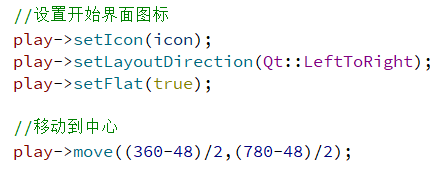 //设置开始界面图标
play->setIcon(icon);
play->setLayoutDirection(Qt::LeftToRight);
play->setFlat(true);
//移动到中心
play->move((360-48)/2,(780-48)/2);